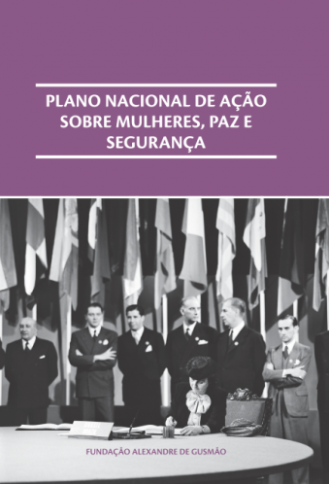 PLANO NACIONAL DE AÇÃO
SOBRE MULHERES, PAZ E
SEGURANÇA
FUNDAÇÃO ALEXANDRE DE GUSMÃO